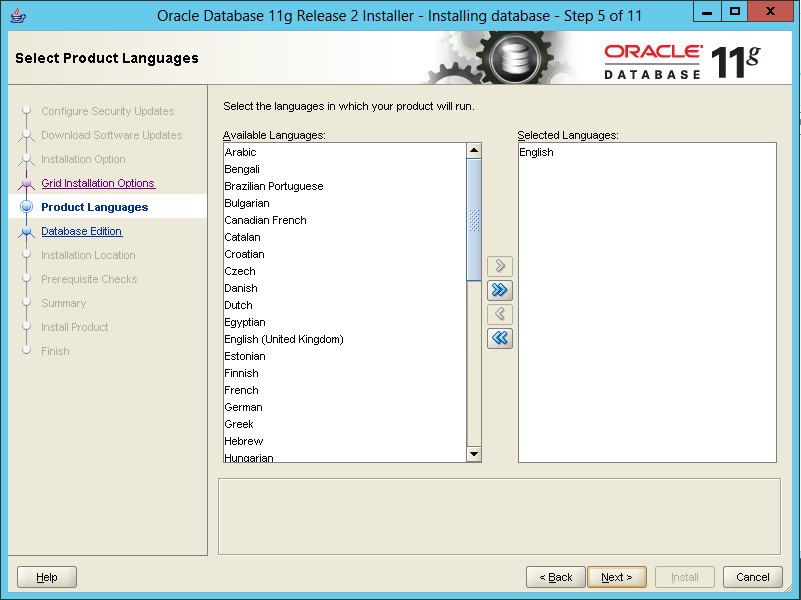 Oracle Database 11g Release 2 Installer - Installing database - Step 5 of 11
Select Product Languages
ORACLE
DATABASE 11g
Configure Security Updates
Download Software Updates
Installation Option
Grid Installation Options
Product Languages
Database Edition
Installation Location
Prerequisite Checks
Summary
Install Product
Finish
Select the languages in which your product will run.
Available Languages:
Arabic
Bengali
Brazilian Portuguese
Bulgarian
Canadian French
Catalan
Croatian
Czech
Danish
Dutch
Egyptian
English (United Kingdom)
Estonian
Finnish
French
German
Greek
Hebrew
Hungarian
Selected Languages:
English
Help
< Back
Next >
Install
Cancel